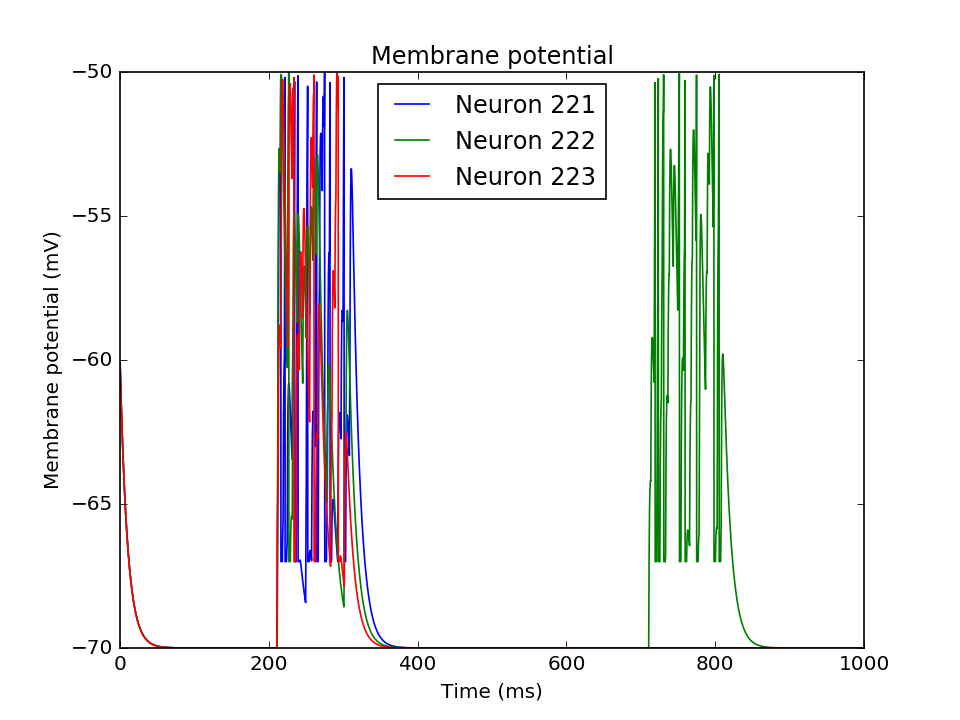 Membrane potential
−50
−55
−60
−65
−70
Membrane potential (mV)
Neuron 221
Neuron 222
Neuron 223
0
200
400
600
800
1000
Time (ms)